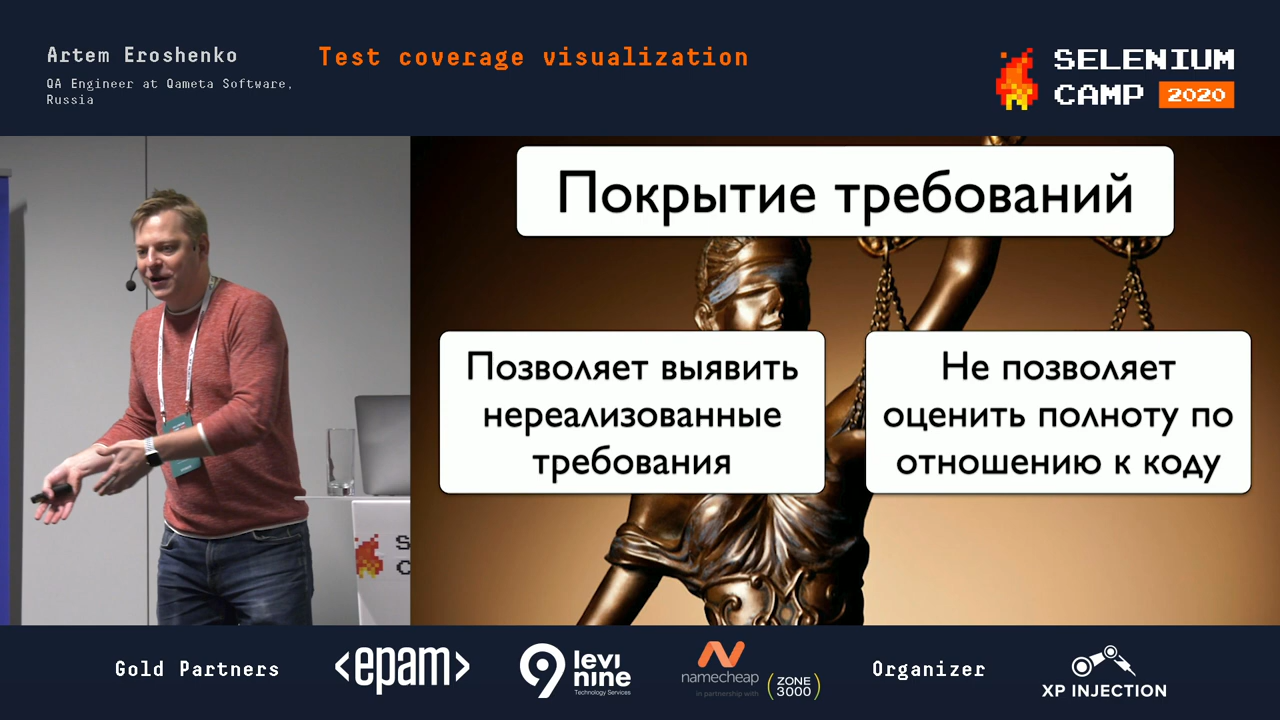 Artem Eroshenko
QA Engineer at Qameta Software,
Russia
Test coverage visualization
SELENIUM
CAMP 2020
Покрытие требований
Позволяет выявить
нереализованные
требования
Не позволяет
оценить полноту по
отношению к коду
S
C
Gold Partners
<epam>
9 levi
nine
Technology Services
namecheap
in partnership with
ZONE
3000
Organizer
XP INJECTION